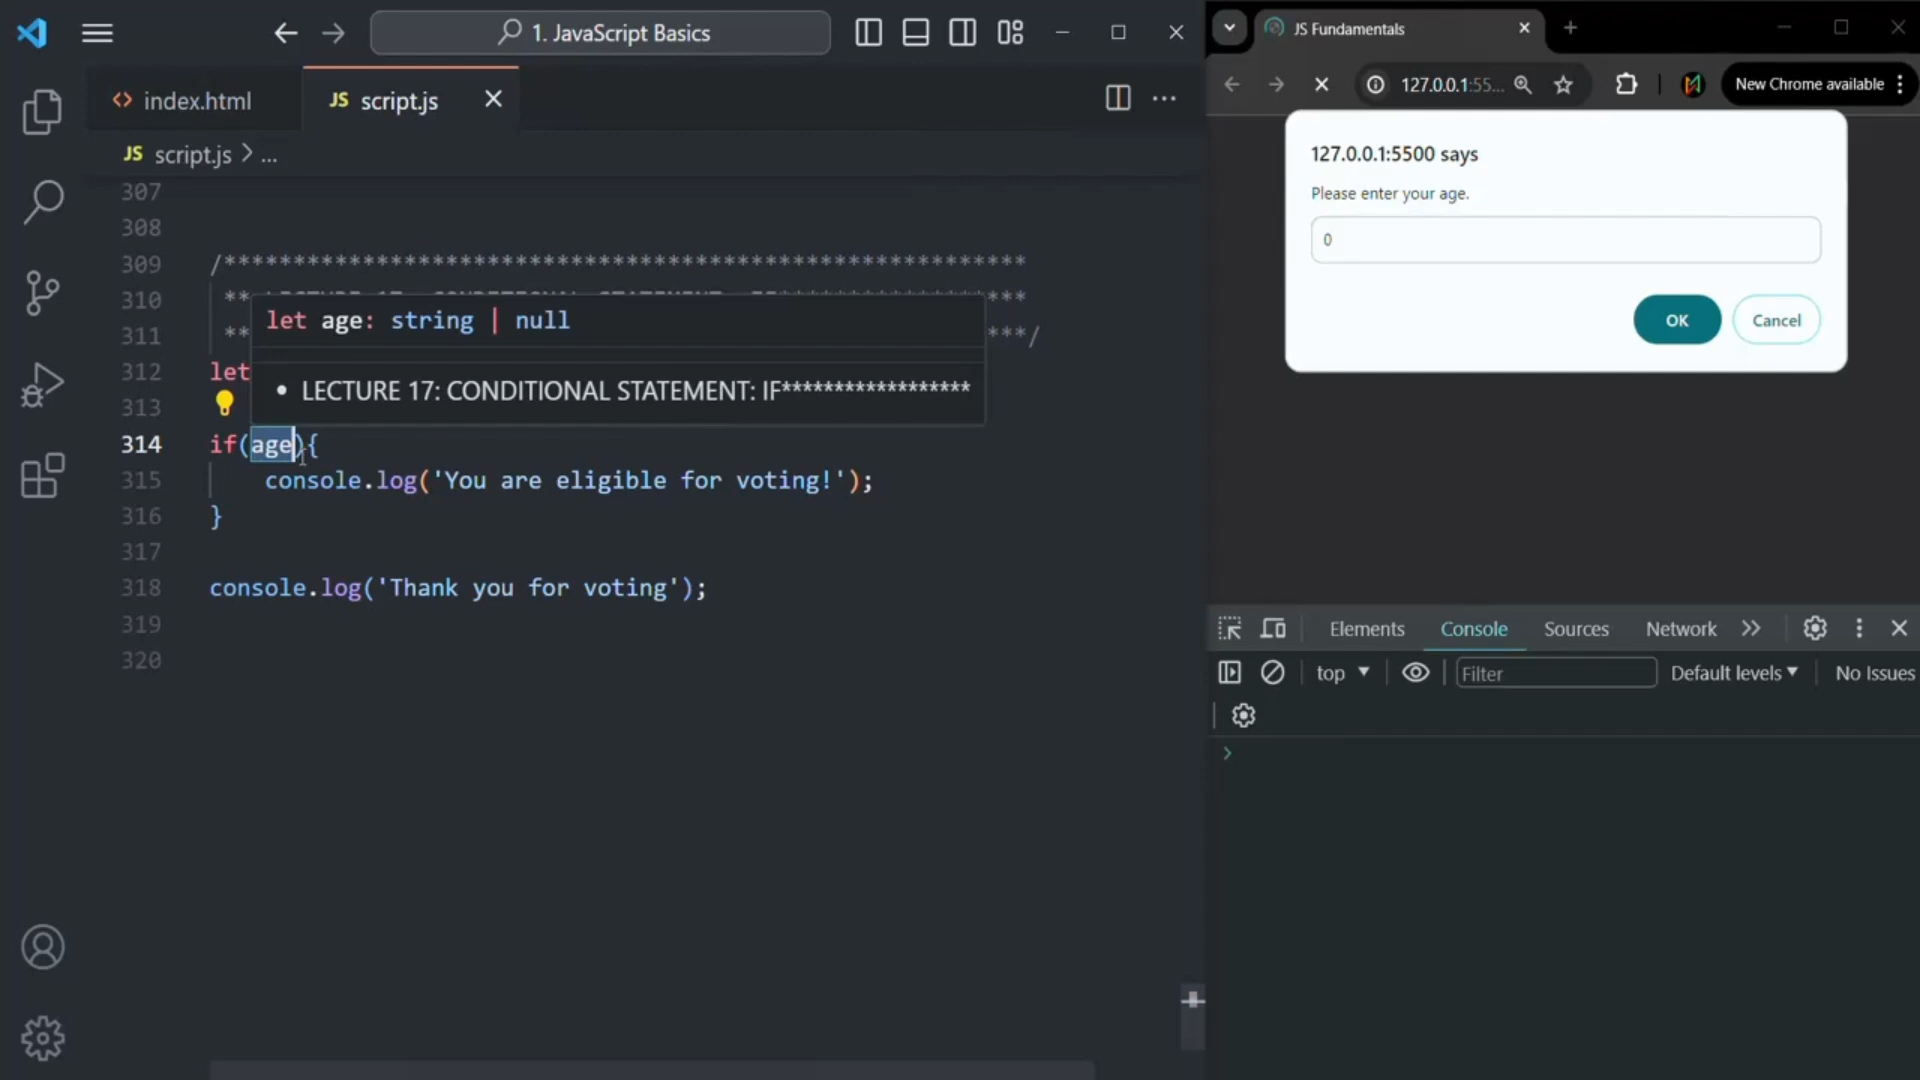 1. JavaScript Basics
index.html
JS script.js
JS script.js > ...
307
308
309 /**********************************************************
310 **
***
311 **
***/
let age: string | null
• LECTURE 17: CONDITIONAL STATEMENT: IF******************
312 let
313
314 if(age){
315 console.log('You are eligible for voting!');
316 }
317
318 console.log('Thank you for voting');
319
320
JS Fundamentals
127.0.0.1:55...
New Chrome available
127.0.0.1:5500 says
Please enter your age.
0
OK
Cancel
Elements
Console
Sources
Network
top
Filter
Default levels
No Issues